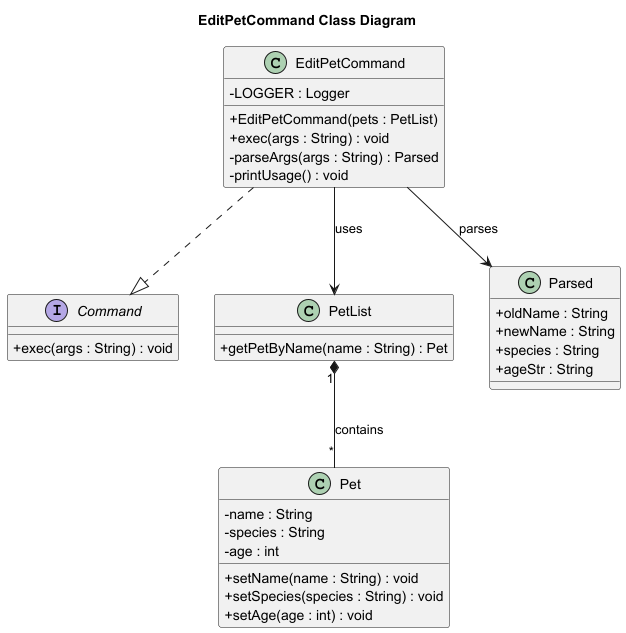 EditPetCommand Class Diagram
C EditPetCommand
-LOGGER : Logger
+EditPetCommand(pets : PetList)
+exec(args : String) : void
-parseArgs(args : String) : Parsed
-printUsage() : void
uses
parses
I Command
+exec(args : String) : void
C PetList
+getPetByName(name : String) : Pet
C Parsed
+oldName : String
+newName : String
+species : String
+ageStr : String
1
contains
*
C Pet
-name : String
-species : String
-age : int
+setName(name : String) : void
+setSpecies(species : String) : void
+setAge(age : int) : void